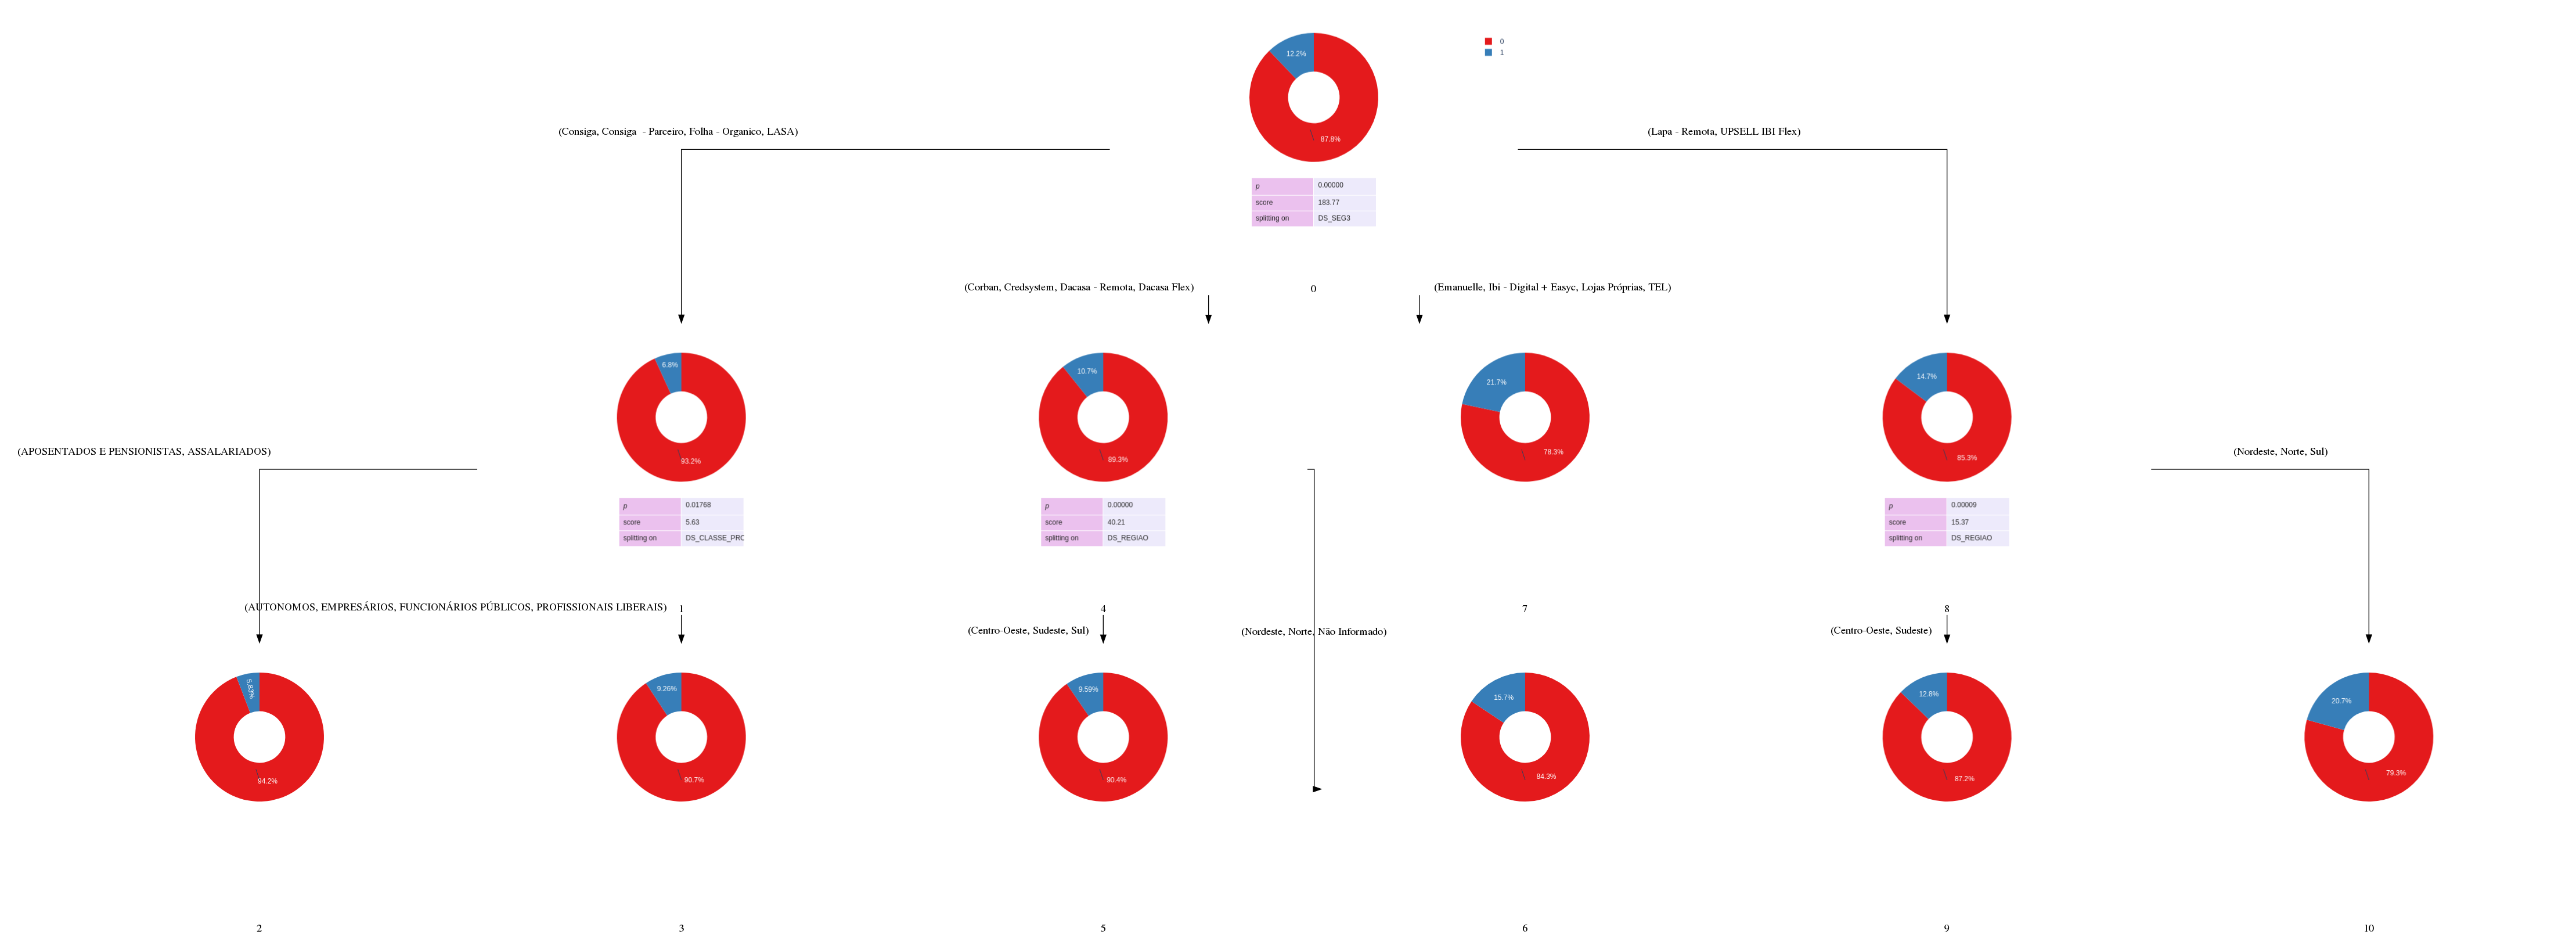 12.2%
87.8%
0
1
(Consiga, Consiga  - Parceiro, Folha - Organico, LASA)
(Lapa - Remota, UPSELL IBI Flex)
p 0.00000
score 183.77
splitting on DS_SEG3
(Corban, Credsystem, Dacasa - Remota, Dacasa Flex)
0
(Emanuelle, Ibi - Digital + Easyc, Lojas Próprias, TEL)
6.8%
93.2%
10.7%
89.3%
21.7%
78.3%
14.7%
85.3%
(APOSENTADOS E PENSIONISTAS, ASSALARIADOS)
(Nordeste, Norte, Sul)
p 0.01768
score 5.63
splitting on DS_CLASSE_PRO
p 0.00000
score 40.21
splitting on DS_REGIAO
p 0.00009
score 15.37
splitting on DS_REGIAO
(AUTONOMOS, EMPRESÁRIOS, FUNCIONÁRIOS PÚBLICOS, PROFISSIONAIS LIBERAIS)
1
4
7
8
(Centro-Oeste, Sudeste, Sul)
(Nordeste, Norte, Não Informado)
(Centro-Oeste, Sudeste)
5.83%
94.2%
9.26%
90.7%
9.59%
90.4%
15.7%
84.3%
12.8%
87.2%
20.7%
79.3%
2
3
5
6
9
10